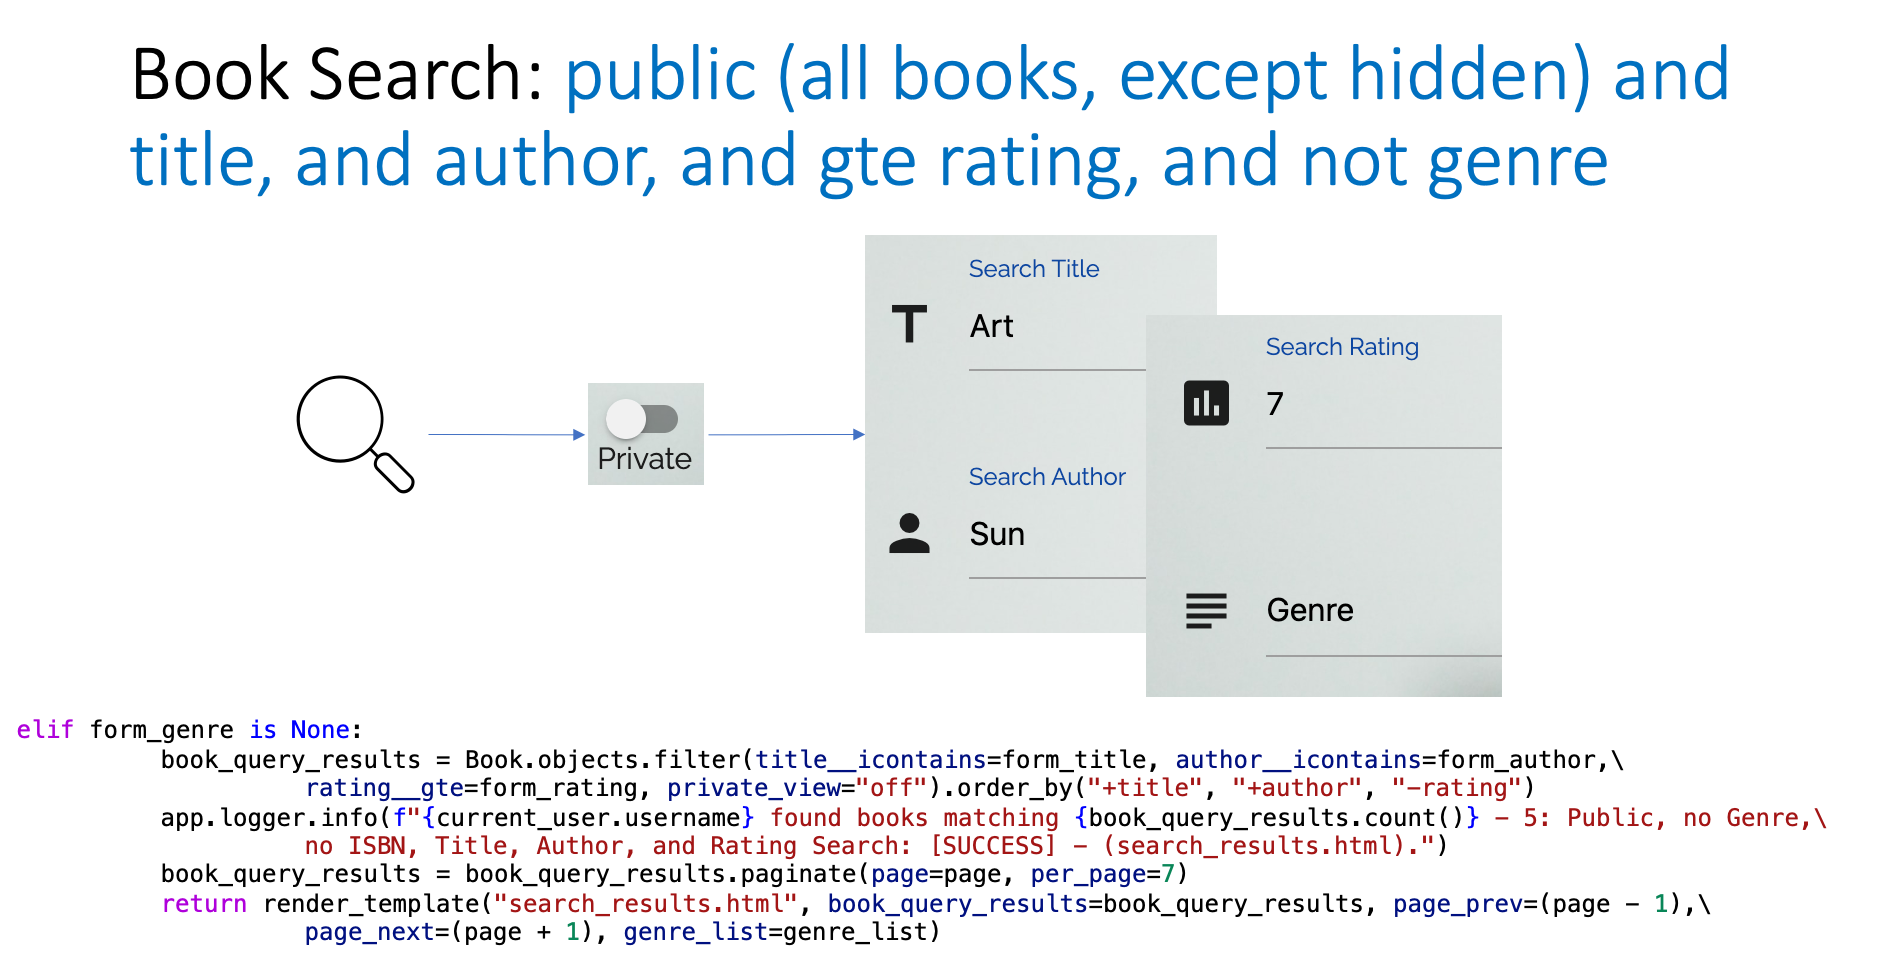 Book Search: public (all books, except hidden) and
title, and author, and gte rating, and not genre
Private
Search Title
Art
Search Author
Sun
Search Rating
7
Genre
elif form_genre is None:
book_query_results = Book.objects.filter(title__icontains=form_title, author__icontains=form_author,\
rating__gte=form_rating, private_view="off").order_by("+title", "+author", "-rating")
app.logger.info(f"{current_user.username} found books matching {book_query_results.count()} - 5: Public, no Genre,\
no ISBN, Title, Author, and Rating Search: [SUCCESS] - (search_results.html).")
book_query_results = book_query_results.paginate(page=page, per_page=7)
return render_template("search_results.html", book_query_results=book_query_results, page_prev=(page - 1),\
page_next=(page + 1), genre_list=genre_list)